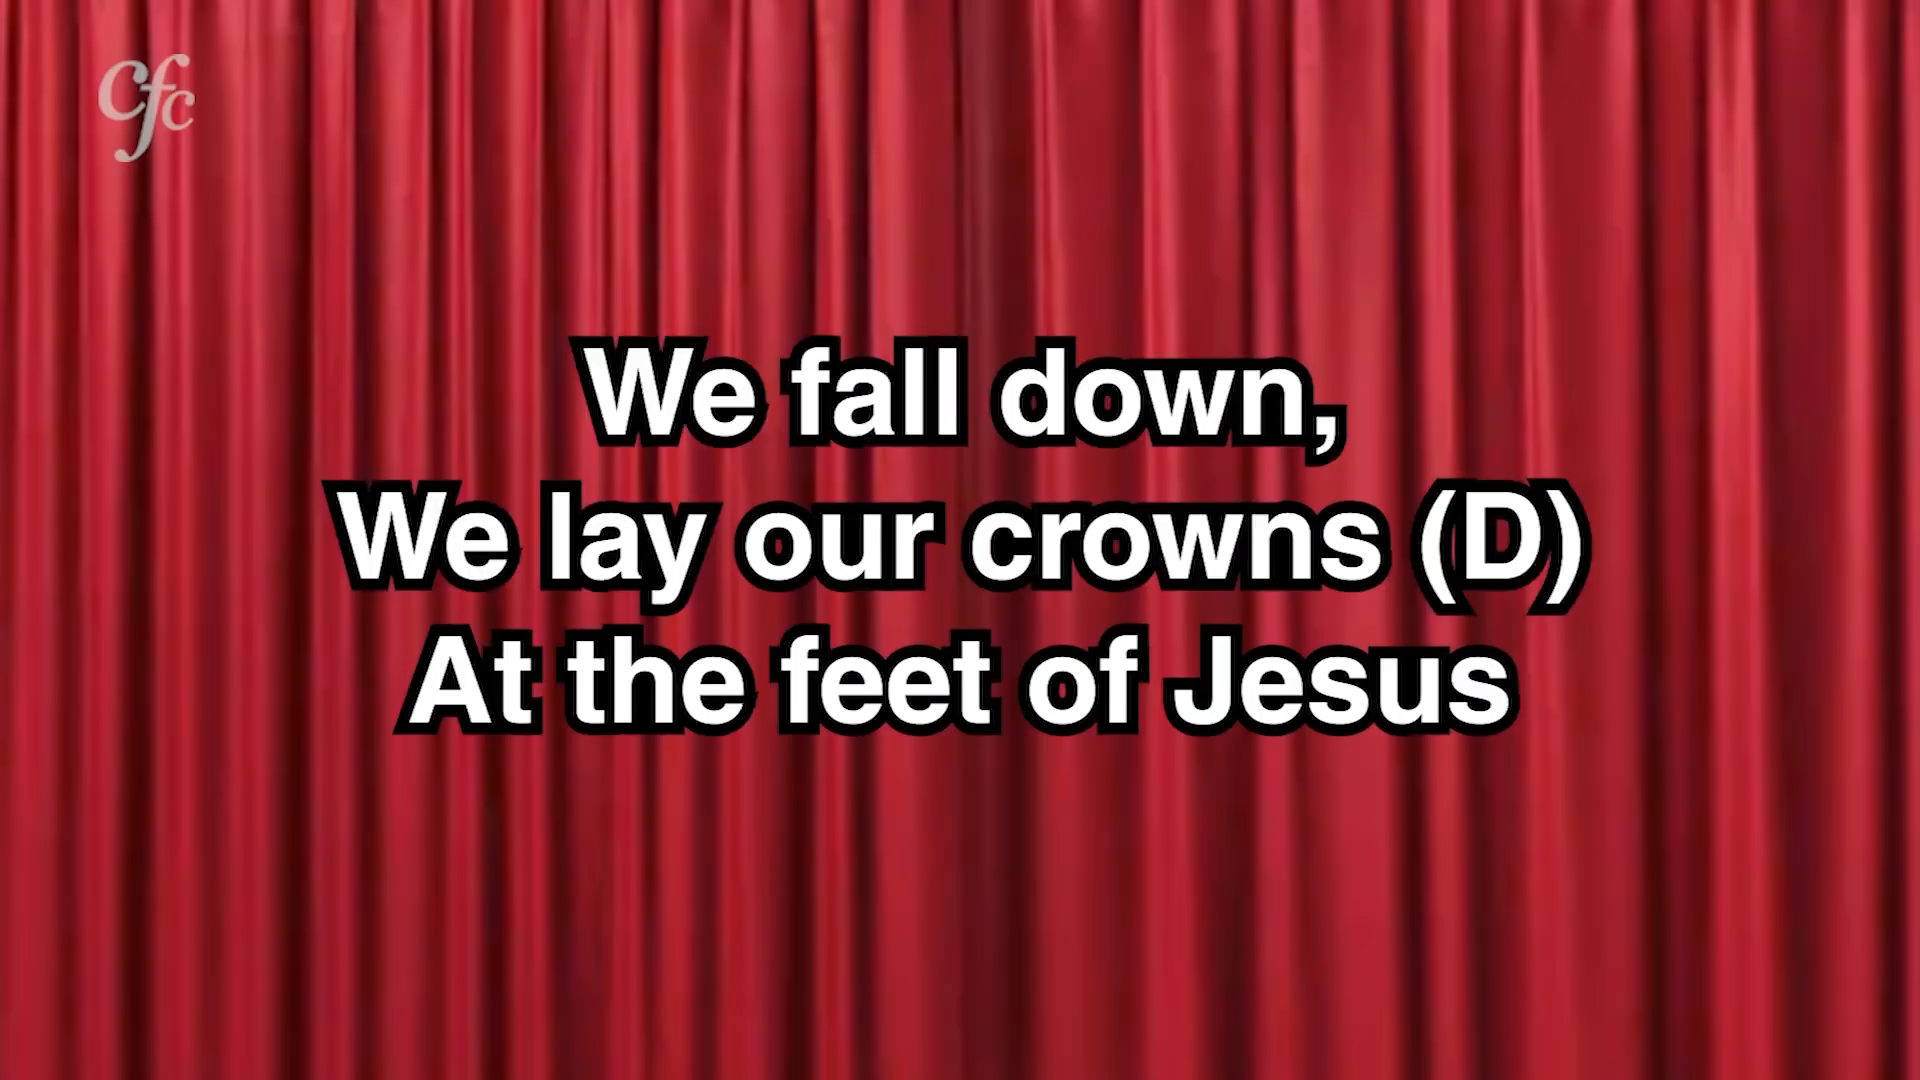 cfc
We fall down,
We lay our crowns (D)
At the feet of Jesus